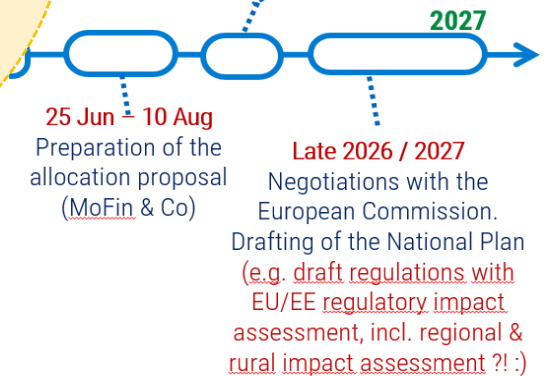 2027
25 Jun – 10 Aug
Preparation of the
allocation proposal
(MoFin & Co)
Late 2026 / 2027
Negotiations with the
European Commission.
Drafting of the National Plan
(e.g. draft regulations with
EU/EE regulatory impact
assessment, incl. regional &
rural impact assessment ?! :)